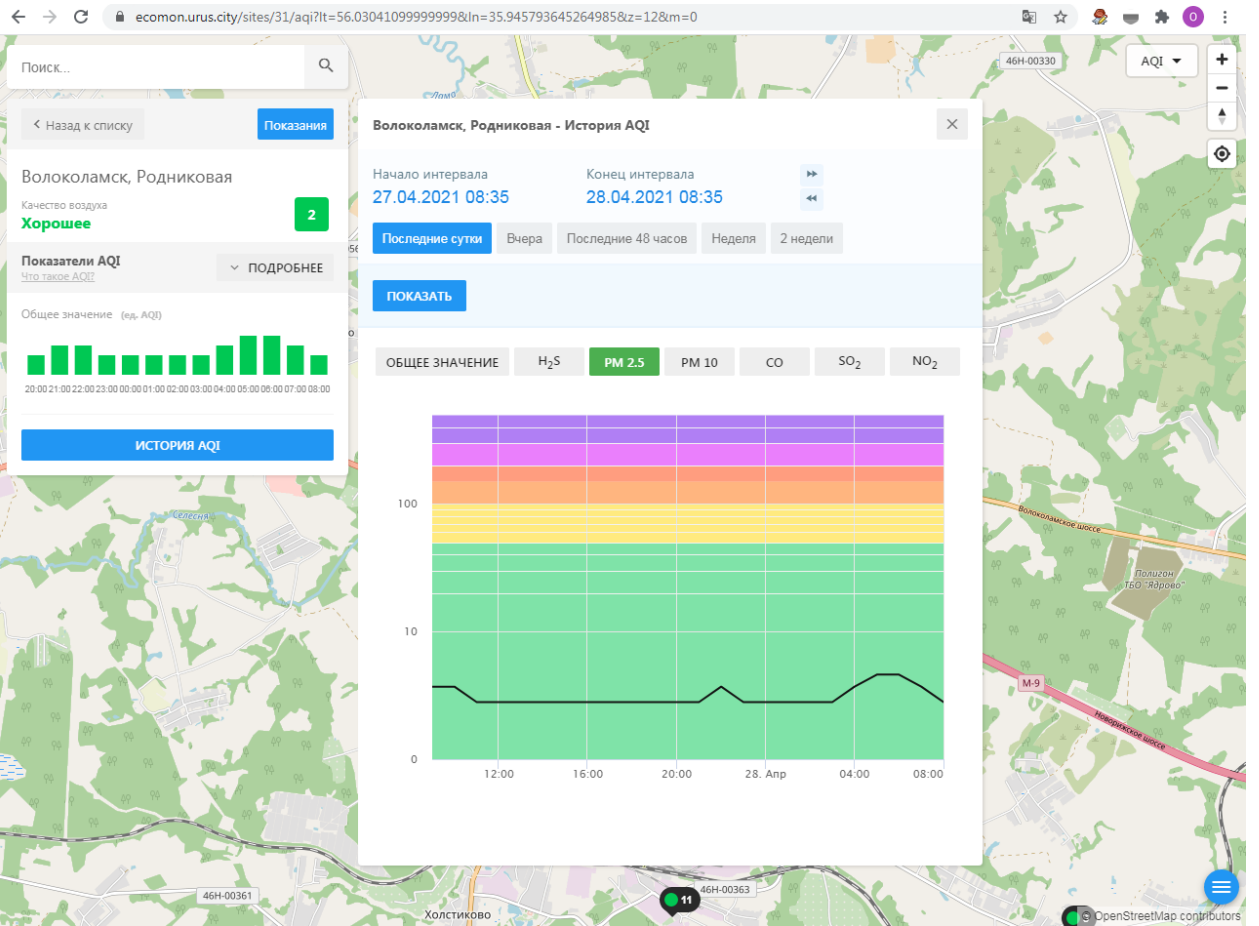 ecomon.urus.city/sites/31/aqi?lt=56.030410999999999&ln=35.945793645264985&z=12&m=0
O
Поиск...
46Н-00330
AQI
Лама
Назад к списку
Показания
Волоколамск, Родниковая
Качество воздуха
Хорошее
2
Показатели AQI
Что такое AQI?
ПОДРОБНЕЕ
Общее значение (ед. AQI)
20:00 21:00 22:00 23:00 00:00 01:00 02:00 03:00 04:00 05:00 06:00 07:00 08:00
ИСТОРИЯ AQI
Волоколамск, Родниковая - История AQI
Начало интервала
27.04.2021 08:35
Конец интервала
28.04.2021 08:35
Последние сутки
Вчера
Последние 48 часов
Неделя
2 недели
ПОКАЗАТЬ
ОБЩЕЕ ЗНАЧЕНИЕ
H2S
PM 2.5
PM 10
CO
SO2
NO2
100
10
0
12:00
16:00
20:00
28. Апр
04:00
08:00
Селесня
Волоколамское шоссе
Полигон
ТБО "Ядрово"
М-9
Новорижское шоссе
46Н-00361
46Н-00363
11
Холстиково
© OpenStreetMap contributors